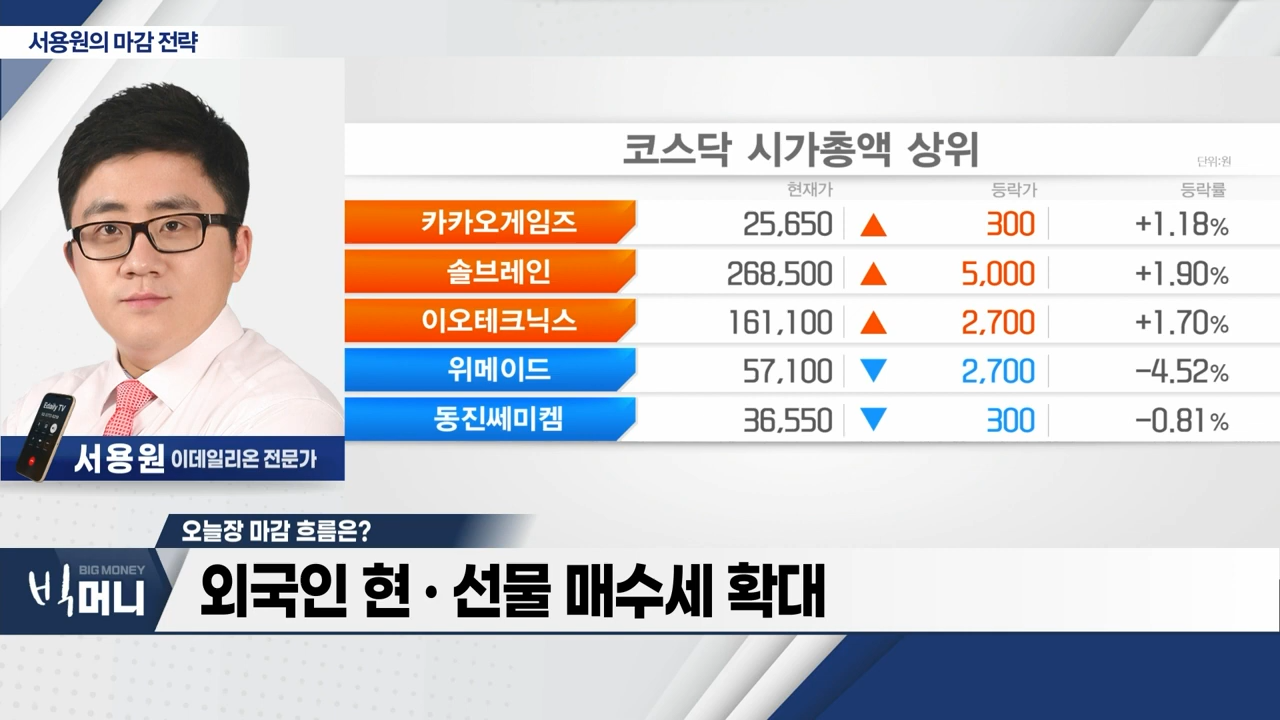 서용원의 마감 전략
코스닥 시가총액 상위
단위:원
현재가 등락가 등락률
카카오게임즈 25,650 ▲ 300 +1.18%
솔브레인 268,500 ▲ 5,000 +1.90%
이오테크닉스 161,100 ▲ 2,700 +1.70%
위메이드 57,100 ▼ 2,700 -4.52%
동진쎄미켐 36,550 ▼ 300 -0.81%
Edaily TV
서용원 이데일리온 전문가
오늘장 마감 흐름은?
BIG MONEY
빅머니
외국인 현·선물 매수세 확대